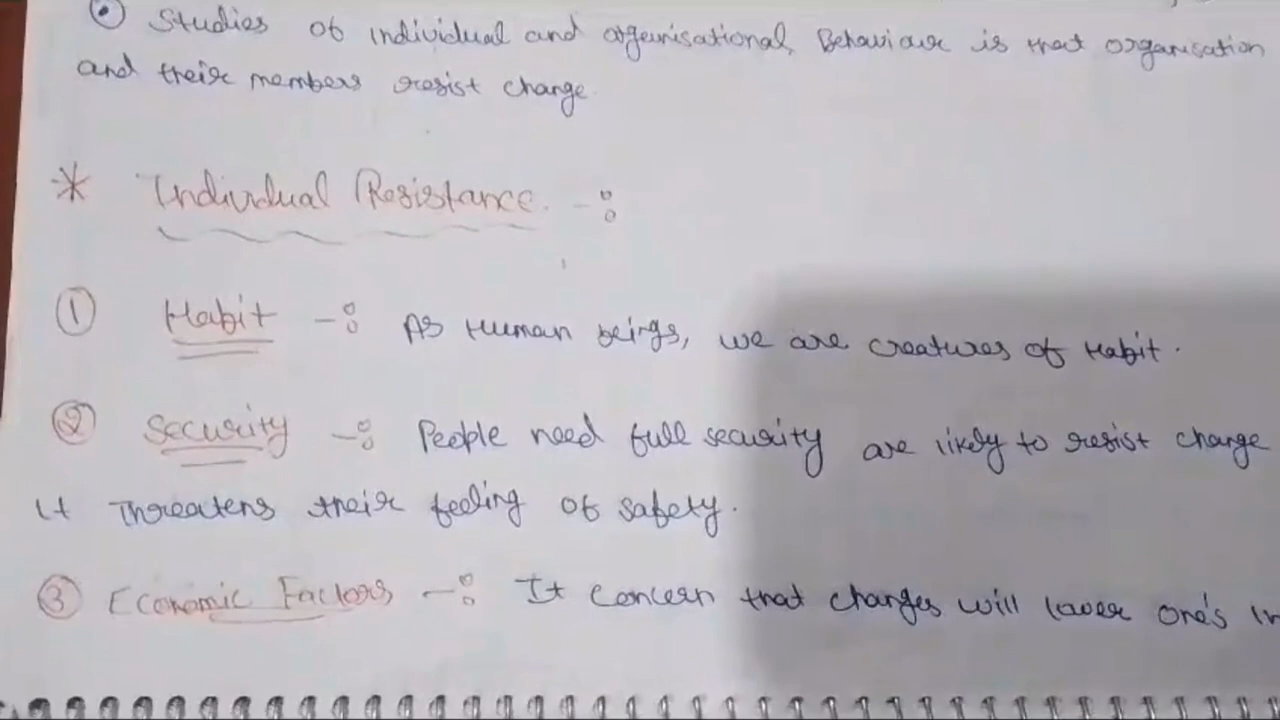 Studies of individual and orgeunisational Behaviour is that organisation
and their members resist change.
* Individual Resistance -:
① Habit -: As Human beings, we are creatures of Habit.
② Security -: People need full security are likely to resist change
It Threatens their feeling of safety.
③ Economic Factors -: It concern that changes will lower one's In